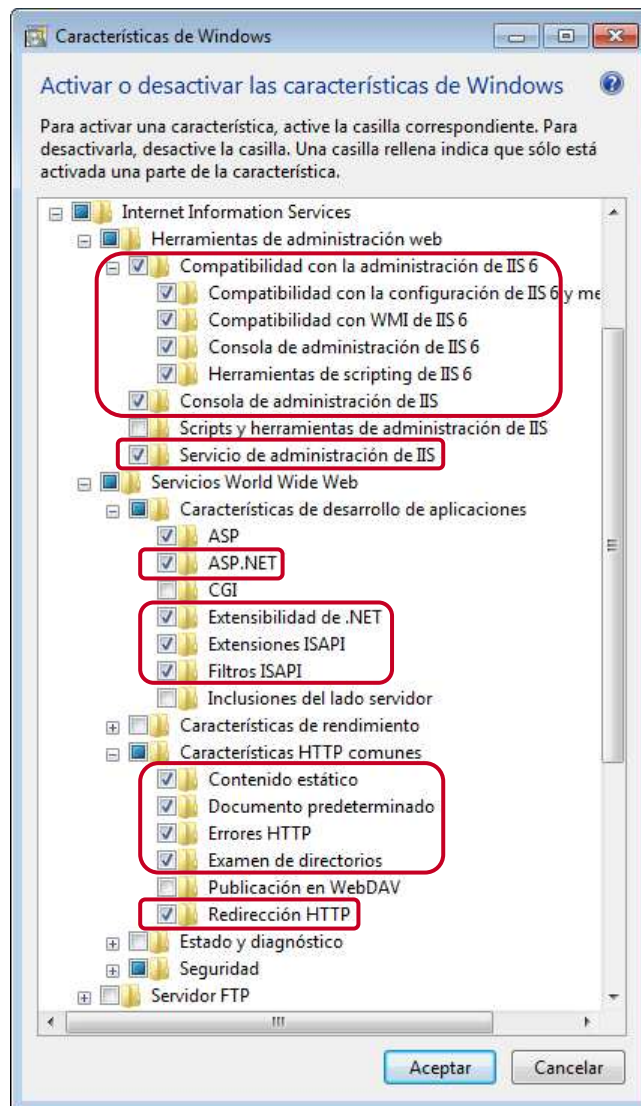 Características de Windows
Activar o desactivar las características de Windows
Para activar una característica, active la casilla correspondiente. Para
desactivarla, desactive la casilla. Una casilla rellena indica que sólo está
activada una parte de la característica.
Internet Information Services
Herramientas de administración web
Compatibilidad con la administración de IIS 6
Compatibilidad con la configuración de IIS 6 y me
Compatibilidad con WMI de IIS 6
Consola de administración de IIS 6
Herramientas de scripting de IIS 6
Consola de administración de IIS
Scripts y herramientas de administración de IIS
Servicio de administración de IIS
Servicios World Wide Web
Características de desarrollo de aplicaciones
ASP
ASP.NET
CGI
Extensibilidad de .NET
Extensiones ISAPI
Filtros ISAPI
Inclusiones del lado servidor
Características de rendimiento
Características HTTP comunes
Contenido estático
Documento predeterminado
Errores HTTP
Examen de directorios
Publicación en WebDAV
Redirección HTTP
Estado y diagnóstico
Seguridad
Servidor FTP
Aceptar Cancelar